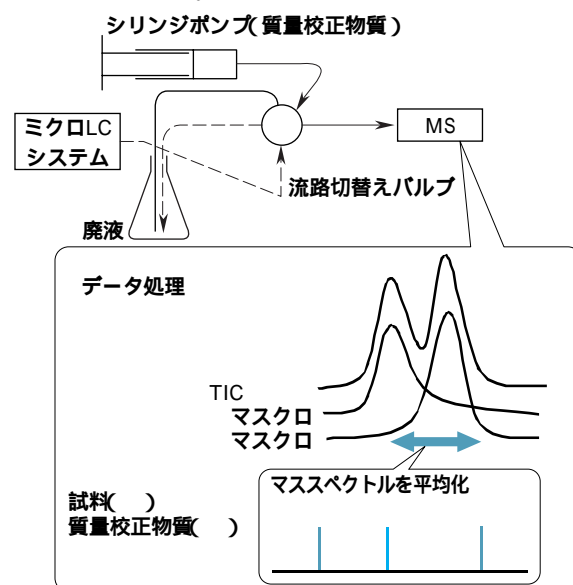 シリンジポンプ(質量校正物質)
ミクロLC
システム
MS
流路切替えバルブ
廃液
データ処理
TIC
マスクロ
マスクロ
マススペクトルを平均化
試料( )
質量校正物質( )